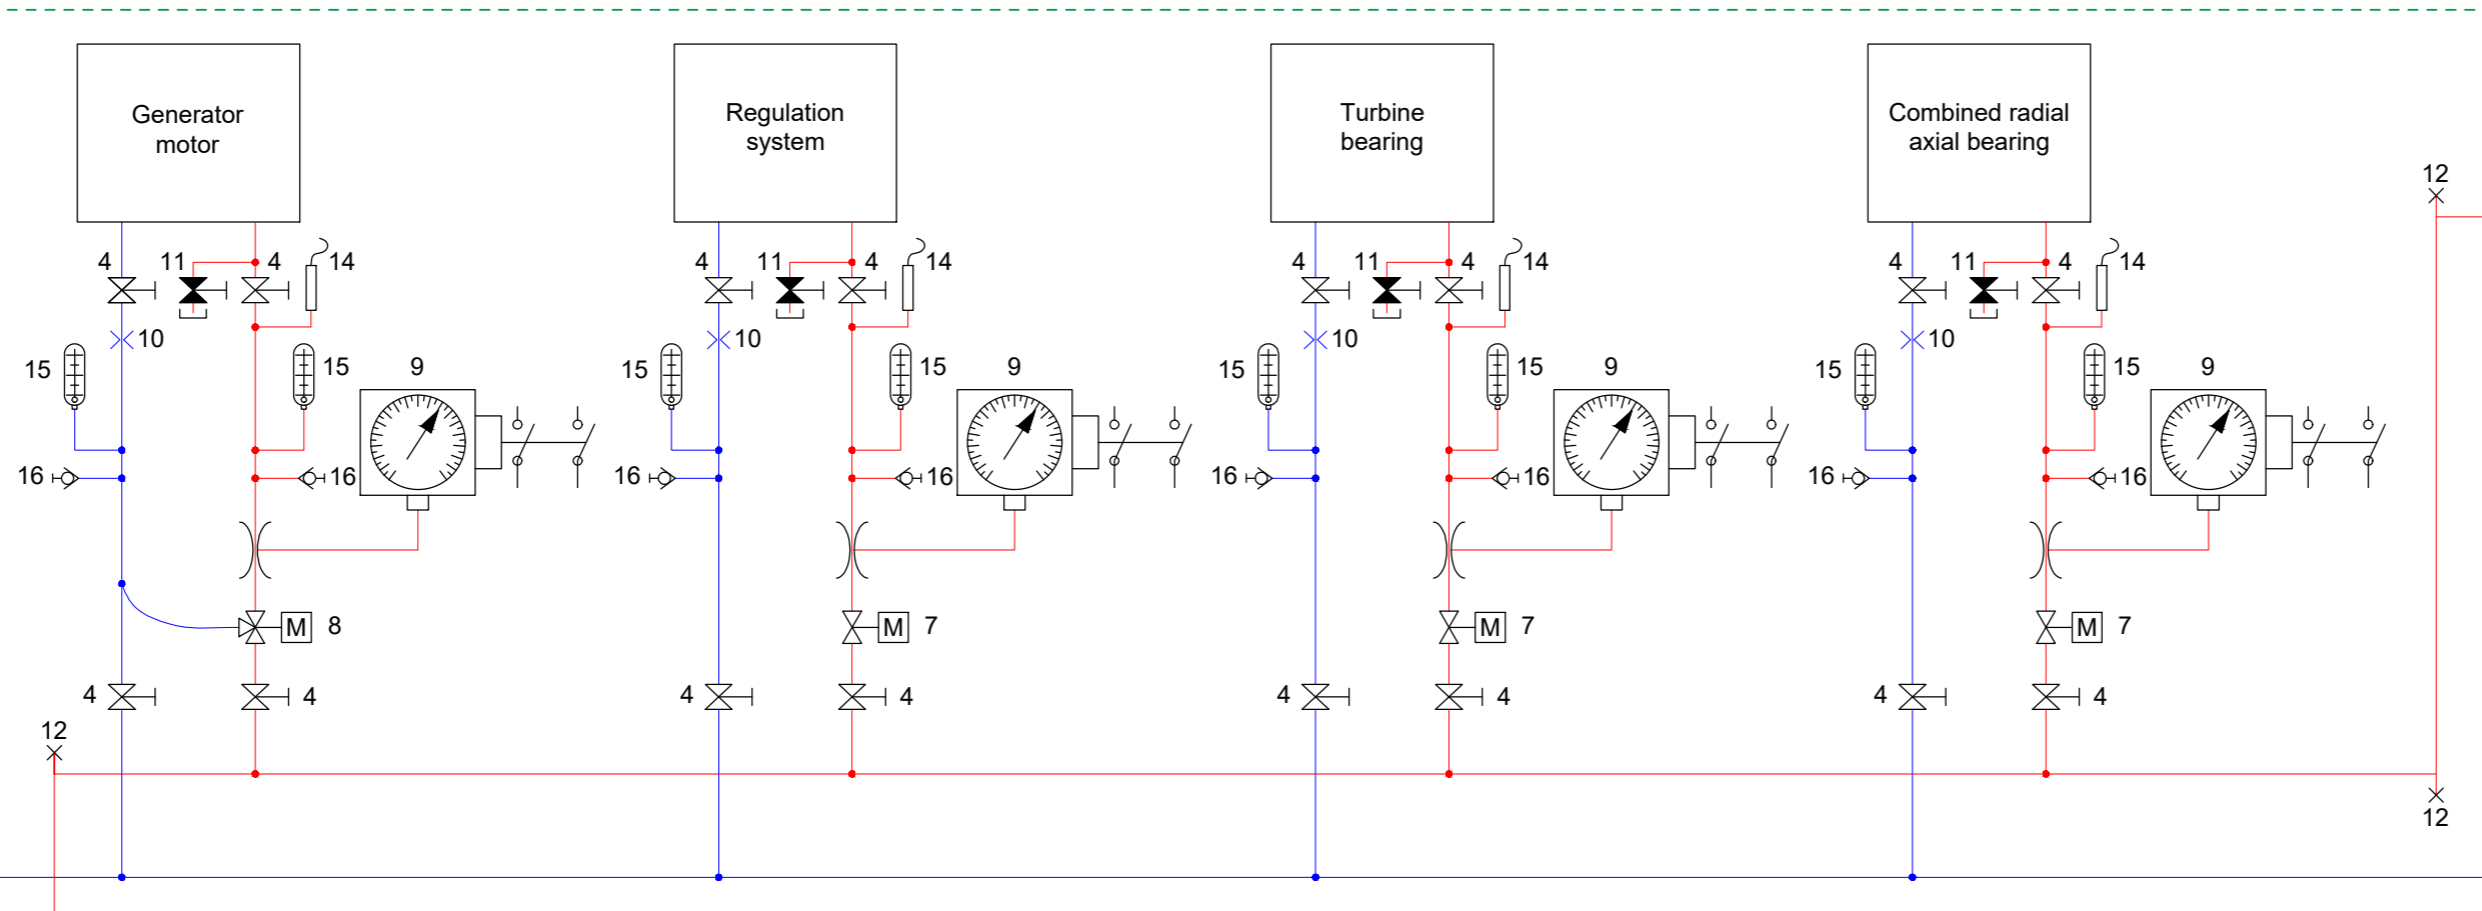 Generator
motor
Regulation
system
Turbine
bearing
Combined radial
axial bearing
12
4 11 4 14
4 11 4 14
4 11 4 14
4 11 4 14
10
10
10
10
15 15 9
15 15 9
15 15 9
15 15 9
16 16
16 16
16 16
16 16
M 8
M 7
M 7
M 7
4 4
4 4
4 4
4 4
12
12